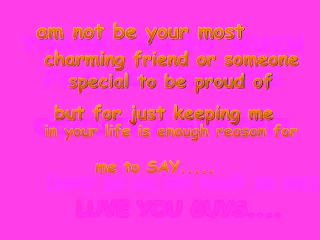 am not be your most
charming friend or someone
special to be proud of
but for just keeping me
in your life is enough reason for
me to SAY.....
LUVE YOU GUYS.....